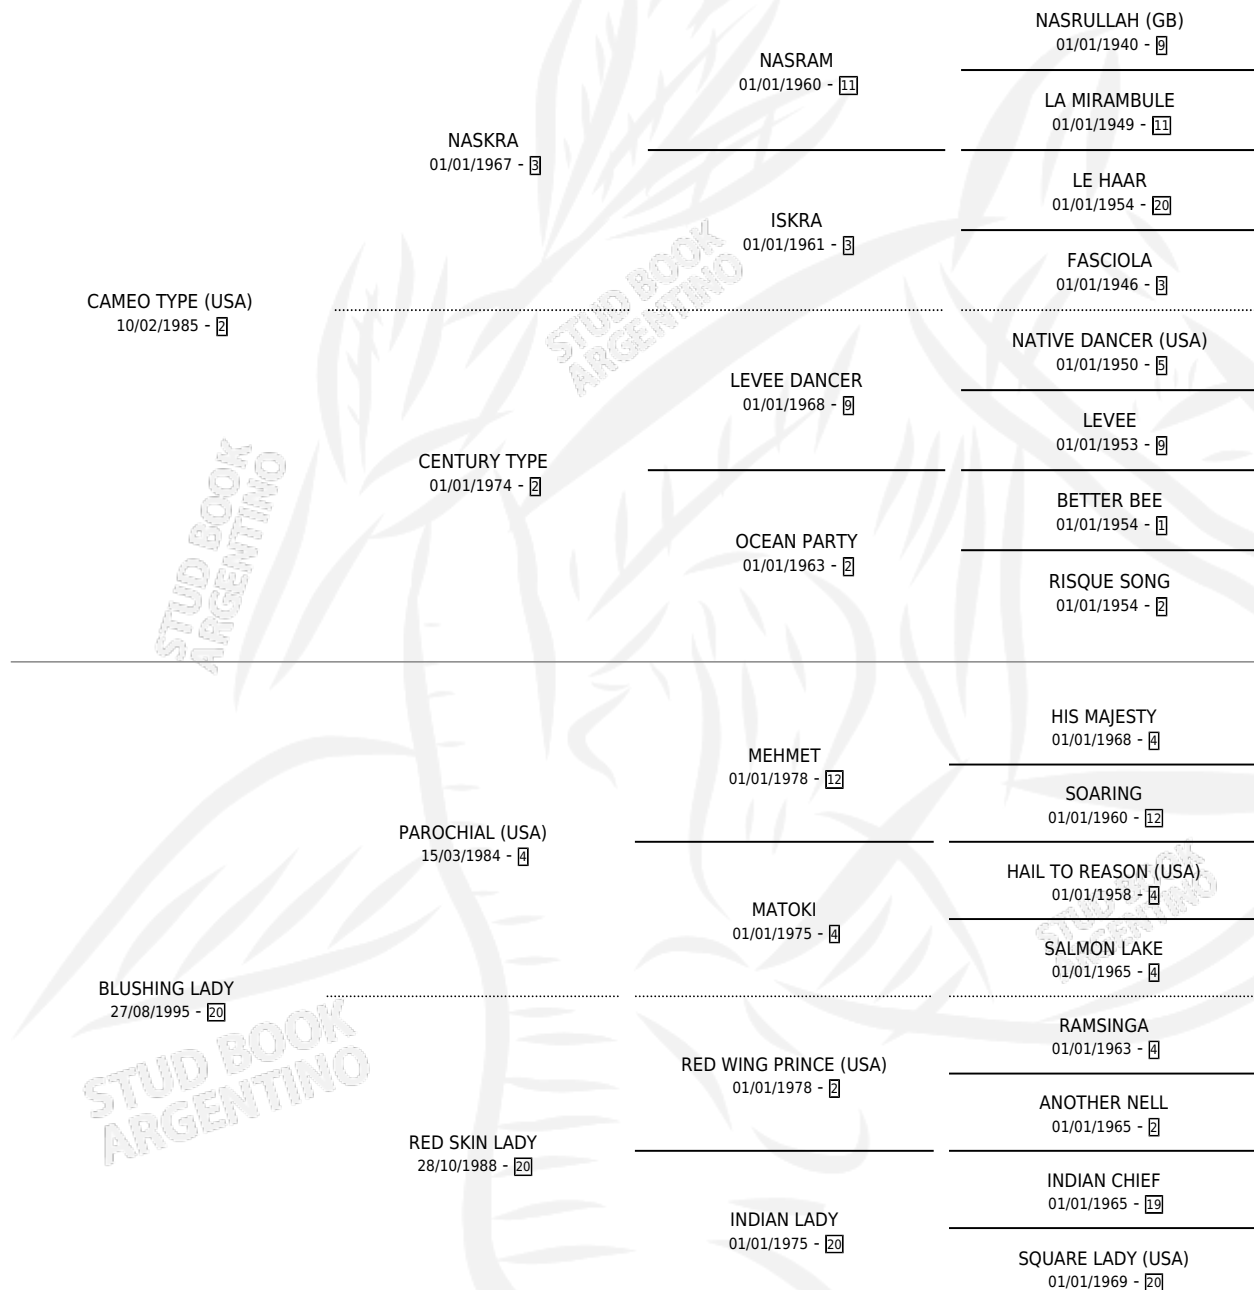 NASRULLAH (GB)
01/01/1940 - 9
NASRAM
01/01/1960 - 11
LA MIRAMBULE
01/01/1949 - 11
NASKRA
01/01/1967 - 3
LE HAAR
01/01/1954 - 20
ISKRA
01/01/1961 - 3
FASCIOLA
01/01/1946 - 3
CAMEO TYPE (USA)
10/02/1985 - 2
STUD BOOK
ARGENTINO
NATIVE DANCER (USA)
01/01/1950 - 5
LEVEE DANCER
01/01/1968 - 9
LEVEE
01/01/1953 - 9
CENTURY TYPE
01/01/1974 - 2
BETTER BEE
01/01/1954 - 1
OCEAN PARTY
01/01/1963 - 2
RISQUE SONG
01/01/1954 - 2
STUD BOOK
ARGENTINO
HIS MAJESTY
01/01/1968 - 4
MEHMET
01/01/1978 - 12
SOARING
01/01/1960 - 12
PAROCHIAL (USA)
15/03/1984 - 4
HAIL TO REASON (USA)
01/01/1958 - 4
MATOKI
01/01/1975 - 4
SALMON LAKE
01/01/1965 - 4
STUD BOOK
ARGENTINO
BLUSHING LADY
27/08/1995 - 20
RAMSINGA
01/01/1963 - 4
RED WING PRINCE (USA)
01/01/1978 - 2
ANOTHER NELL
01/01/1965 - 2
STUD BOOK
ARGENTINO
RED SKIN LADY
28/10/1988 - 20
INDIAN CHIEF
01/01/1965 - 19
INDIAN LADY
01/01/1975 - 20
SQUARE LADY (USA)
01/01/1969 - 20